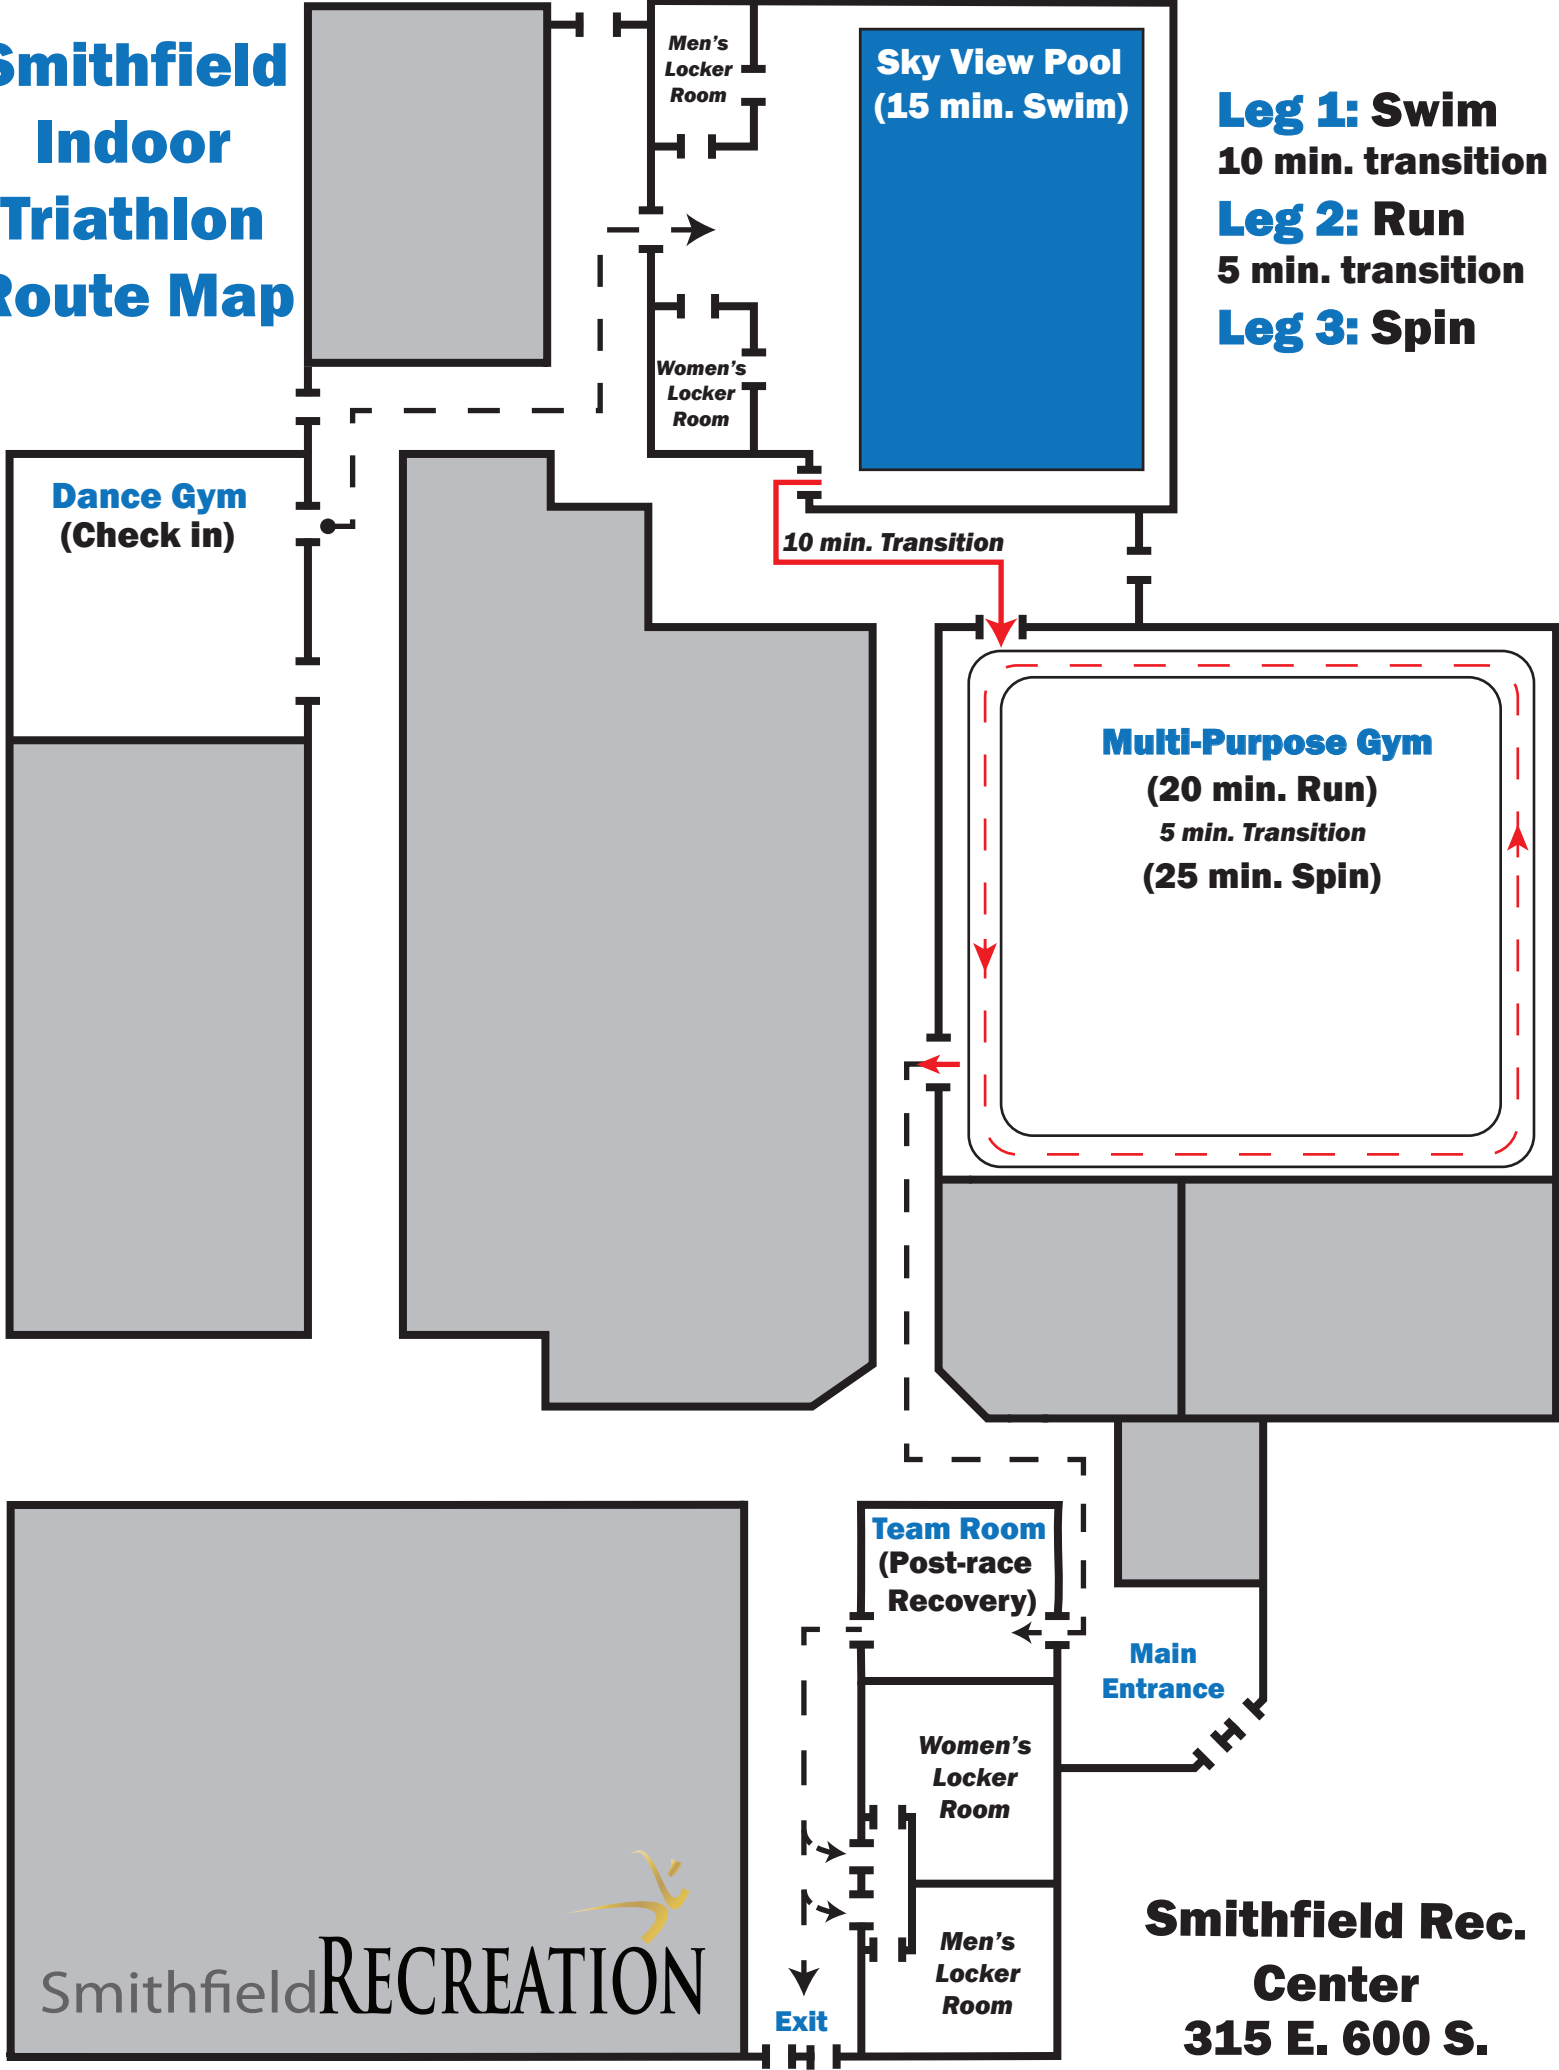 Smithfield
Indoor
Triathlon
Route Map
Men's
Locker
Room
Sky View Pool
(15 min. Swim)
Leg 1: Swim
10 min. transition
Leg 2: Run
5 min. transition
Leg 3: Spin
Women's
Locker
Room
Dance Gym
(Check in)
10 min. Transition
Multi-Purpose Gym
(20 min. Run)
5 min. Transition
(25 min. Spin)
Team Room
(Post-race
Recovery)
Main
Entrance
Women's
Locker
Room
Men's
Locker
Room
Exit
Smithfield RECREATION
Smithfield Rec.
Center
315 E. 600 S.